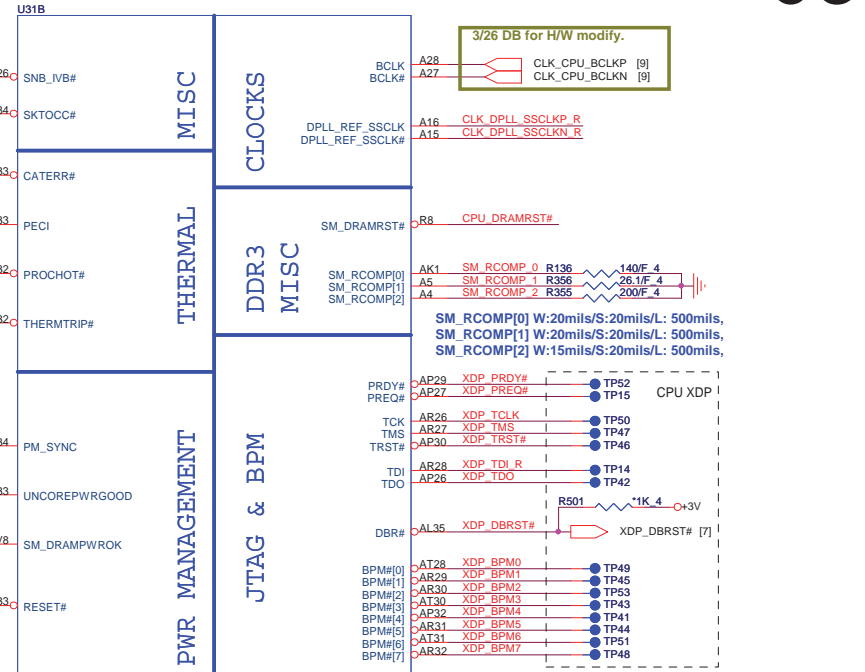 U31B
3/26 DB for H/W modify.
BCLK A28 CLK_CPU_BCLKP [9]
BCLK# A27 CLK_CPU_BCLKN [9]
SNB_IVB#
SKTOCC#
MISC
CLOCKS
DPLL_REF_SSCLK A16 CLK_DPLL_SSCLKP_R
DPLL_REF_SSCLK# A15 CLK_DPLL_SSCLKN_R
CATERR#
PECI
PROCHOT#
THERMTRIP#
THERMAL
DDR3
MISC
SM_DRAMRST# R8 CPU_DRAMRST#
SM_RCOMP[0] AK1 SM_RCOMP_0 R136 140/F_4
SM_RCOMP[1] A5 SM_RCOMP_1 R356 26.1/F_4
SM_RCOMP[2] A4 SM_RCOMP_2 R355 200/F_4
SM_RCOMP[0] W:20mils/S:20mils/L: 500mils,
SM_RCOMP[1] W:20mils/S:20mils/L: 500mils,
SM_RCOMP[2] W:15mils/S:20mils/L: 500mils,
PM_SYNC
UNCOREPWRGOOD
SM_DRAMPWROK
RESET#
PWR MANAGEMENT
JTAG & BPM
CPU XDP
PRDY# AP29 XDP_PRDY# TP52
PREQ# AP27 XDP_PREQ# TP15
TCK AR26 XDP_TCLK TP50
TMS AR27 XDP_TMS TP47
TRST# AP30 XDP_TRST# TP46
TDI AR28 XDP_TDI_R TP14
TDO AP26 XDP_TDO TP42
R501 *1K_4 +3V
DBR# AL35 XDP_DBRST# XDP_DBRST# [7]
BPM#[0] AT28 XDP_BPM0 TP49
BPM#[1] AR29 XDP_BPM1 TP45
BPM#[2] AR30 XDP_BPM2 TP53
BPM#[3] AT30 XDP_BPM3 TP43
BPM#[4] AP32 XDP_BPM4 TP41
BPM#[5] AR31 XDP_BPM5 TP44
BPM#[6] AT31 XDP_BPM6 TP51
BPM#[7] AR32 XDP_BPM7 TP48